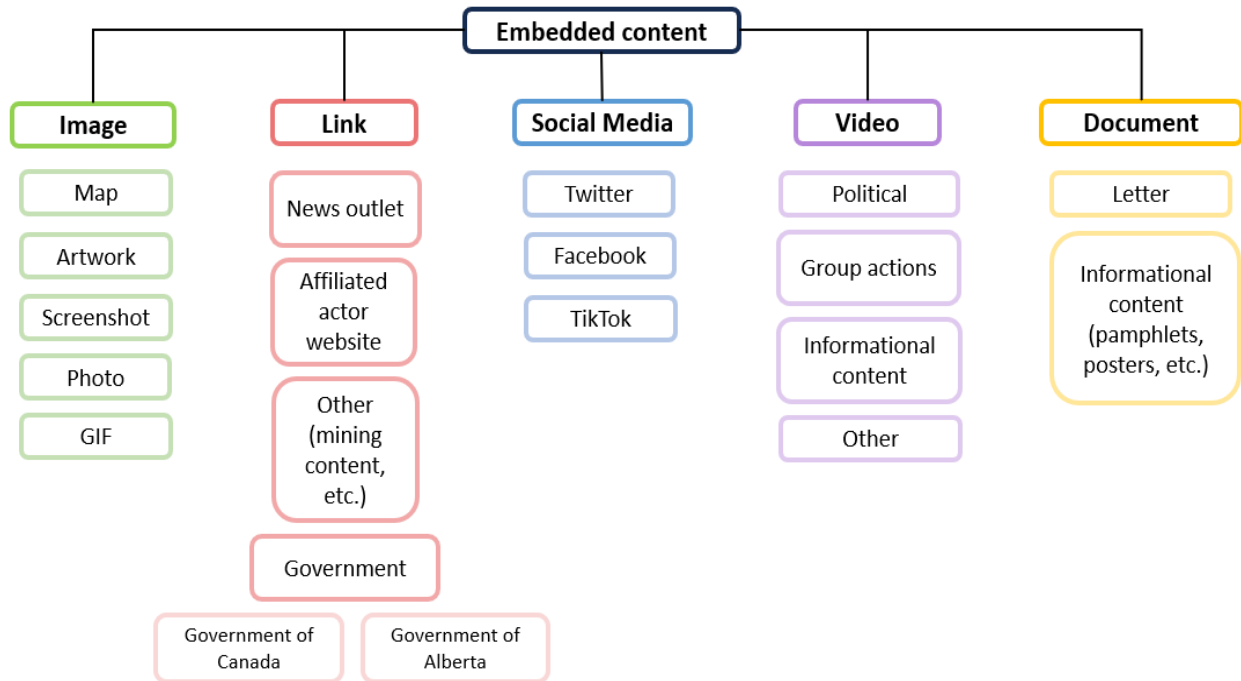 Embedded content
Image
Map
Artwork
Screenshot
Photo
GIF
Link
News outlet
Affiliated
actor
website
Other
(mining
content,
etc.)
Government
Government of
Canada
Government of
Alberta
Social Media
Twitter
Facebook
TikTok
Video
Political
Group actions
Informational
content
Other
Document
Letter
Informational
content
(pamphlets,
posters, etc.)